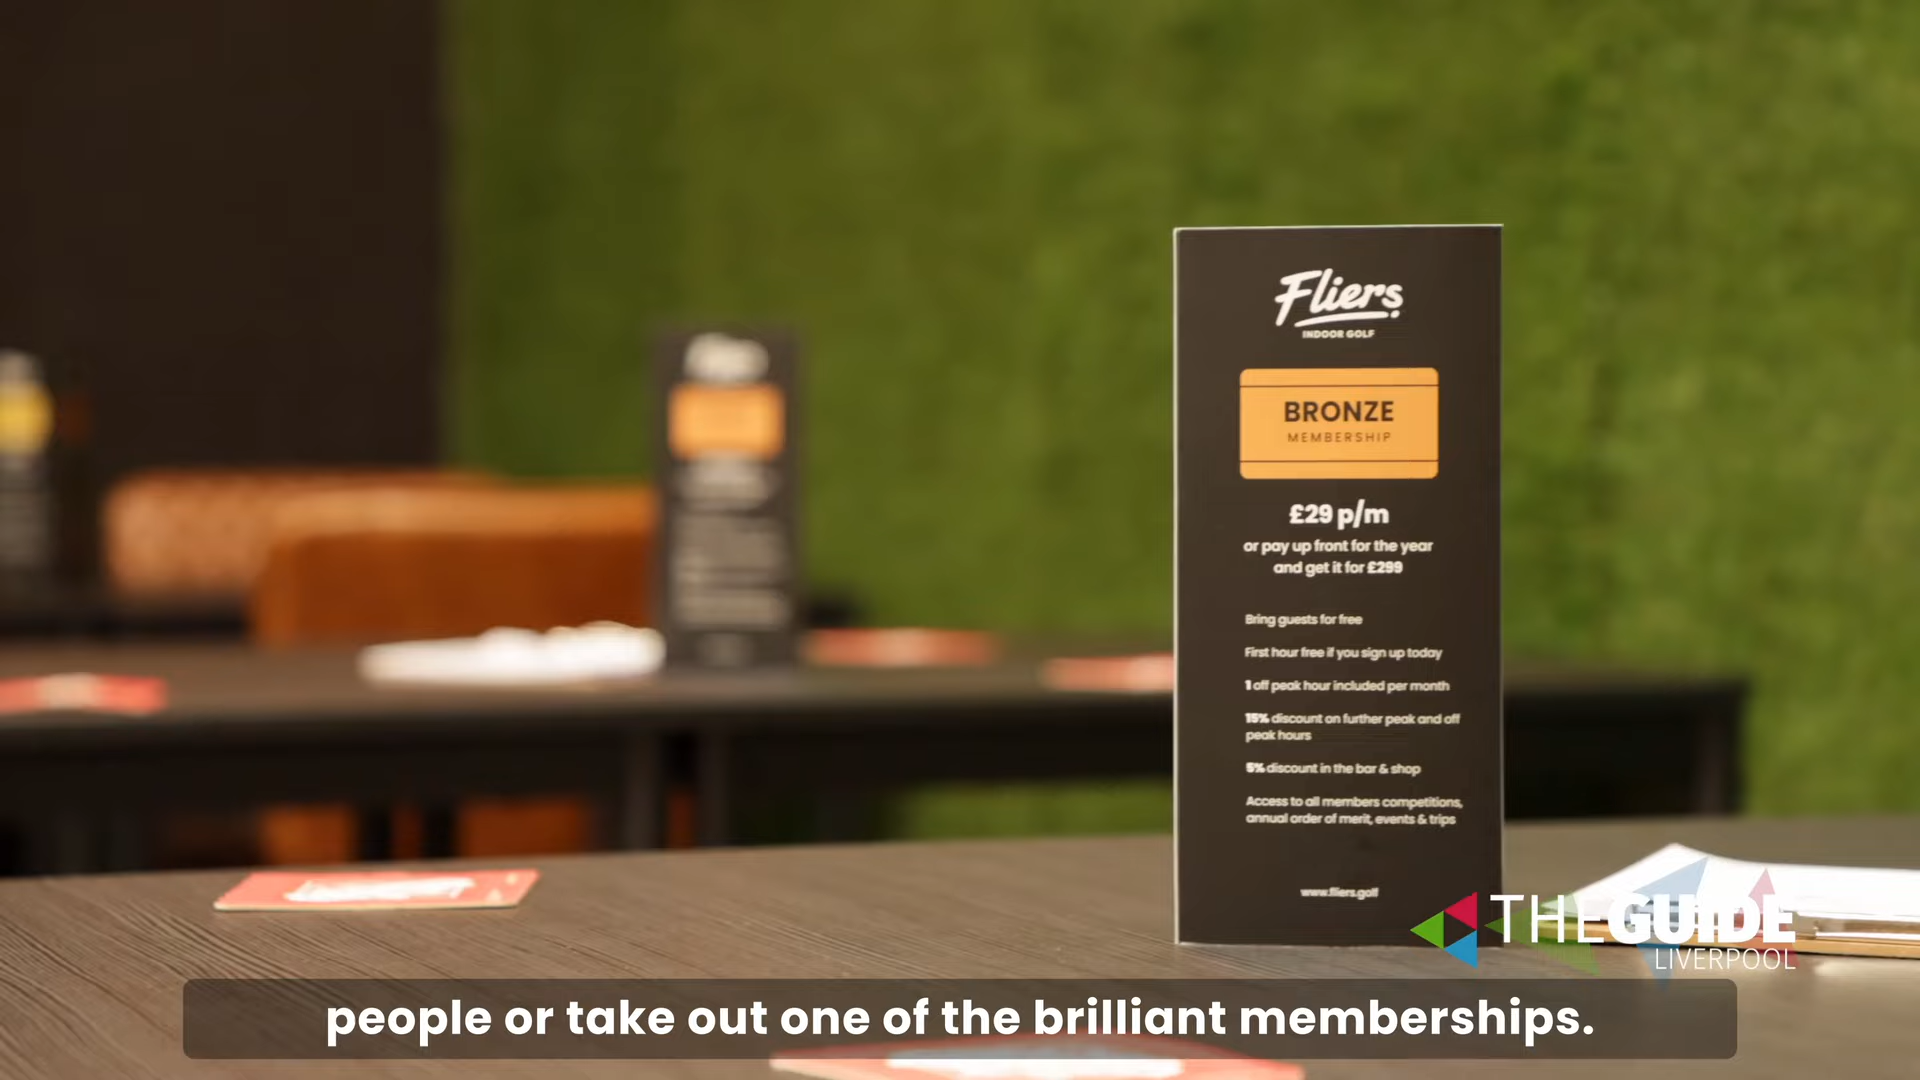 Fliers
INDOOR GOLF
BRONZE
MEMBERSHIP
£29 p/m
or pay up front for the year
and get it for £299
Bring guests for free
First hour free if you sign up today
1 off peak hour included per month
15% discount on further peak and off
peak hours
5% discount in the bar & shop
Access to all members competitions,
annual order of merit, events & trips
www.fliers.golf
THEGUIDE
LIVERPOOL
people or take out one of the brilliant memberships.